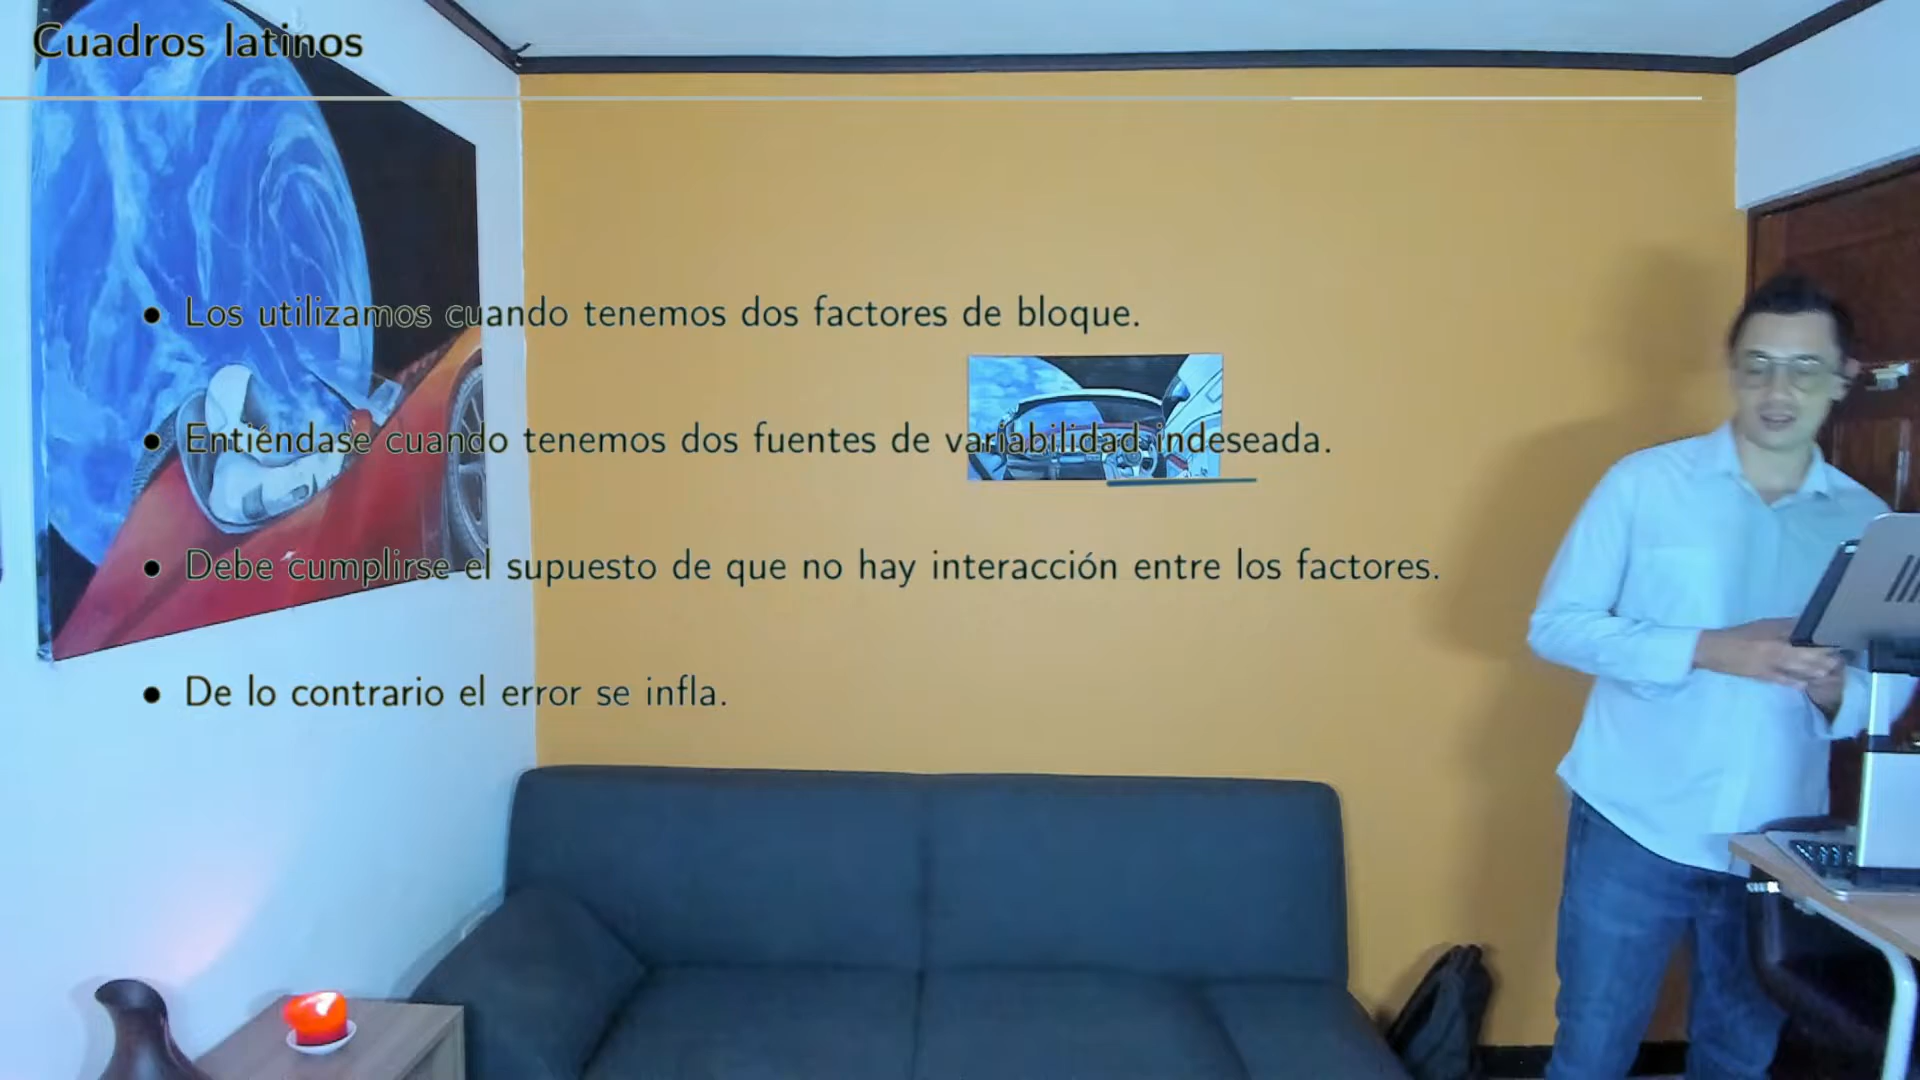 Cuadros latinos
• Los utilizamos cuando tenemos dos factores de bloque.
• Entiéndase cuando tenemos dos fuentes de variabilidad indeseada.
• Debe cumplirse el supuesto de que no hay interacción entre los factores.
• De lo contrario el error se infla.